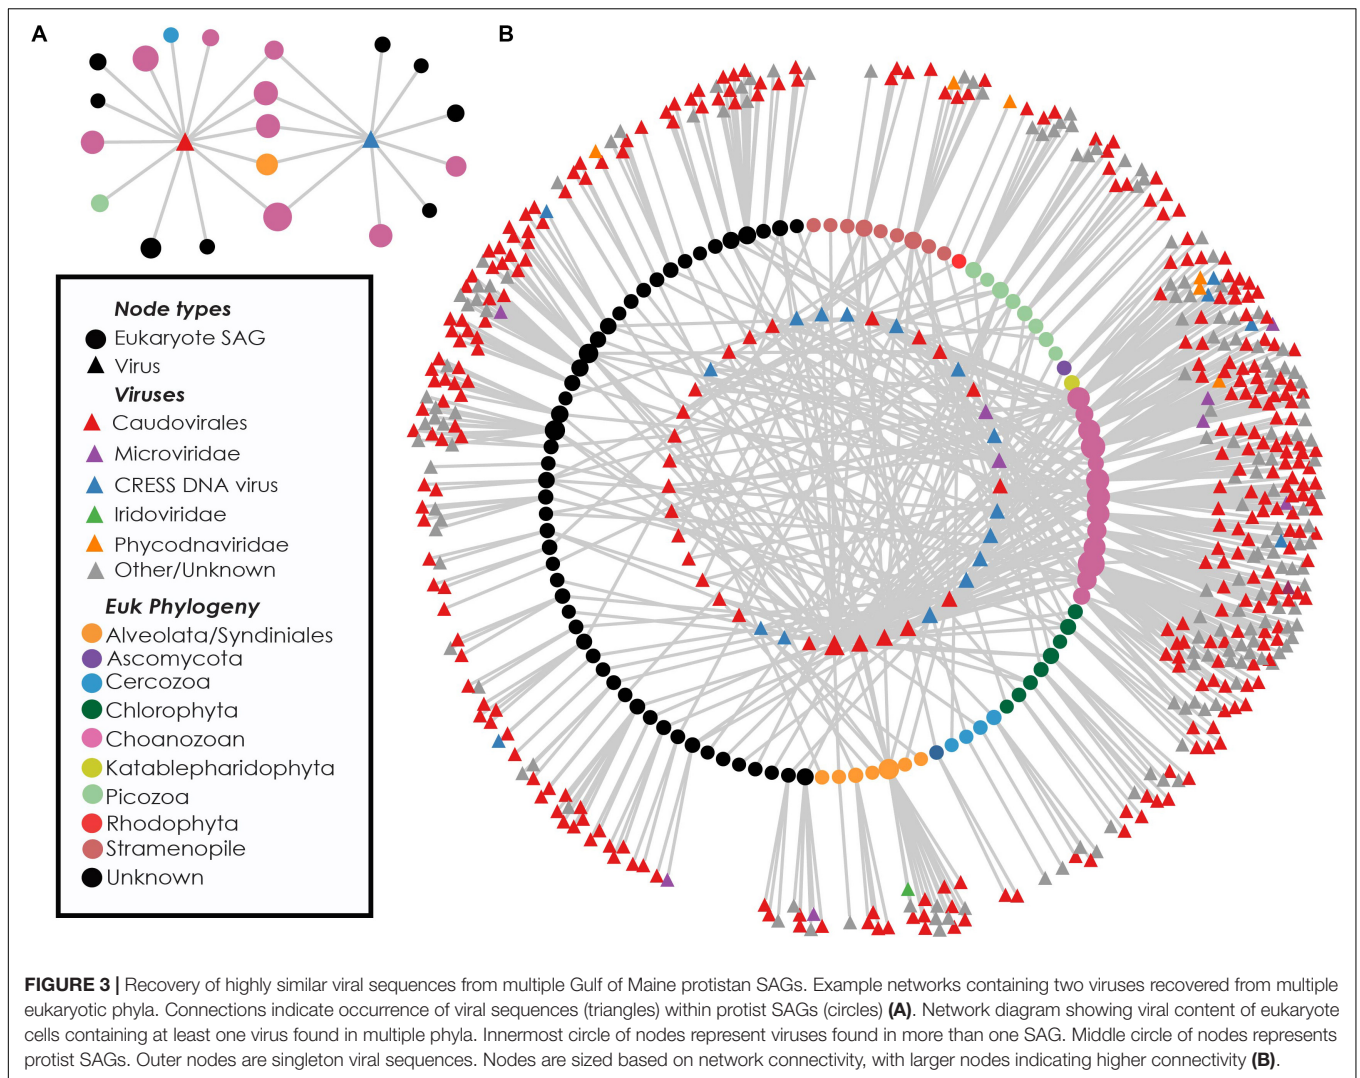 A
B
Node types
Eukaryote SAG
Virus
Viruses
Caudovirales
Microviridae
CRESS DNA virus
Iridoviridae
Phycodnaviridae
Other/Unknown
Euk Phylogeny
Alveolata/Syndiniales
Ascomycota
Cercozoa
Chlorophyta
Choanozoan
Katablepharidophyta
Picozoa
Rhodophyta
Stramenopile
Unknown
FIGURE 3 | Recovery of highly similar viral sequences from multiple Gulf of Maine protistan SAGs. Example networks containing two viruses recovered from multiple
eukaryotic phyla. Connections indicate occurrence of viral sequences (triangles) within protist SAGs (circles) (A). Network diagram showing viral content of eukaryote
cells containing at least one virus found in multiple phyla. Innermost circle of nodes represent viruses found in more than one SAG. Middle circle of nodes represents
protist SAGs. Outer nodes are singleton viral sequences. Nodes are sized based on network connectivity, with larger nodes indicating higher connectivity (B).